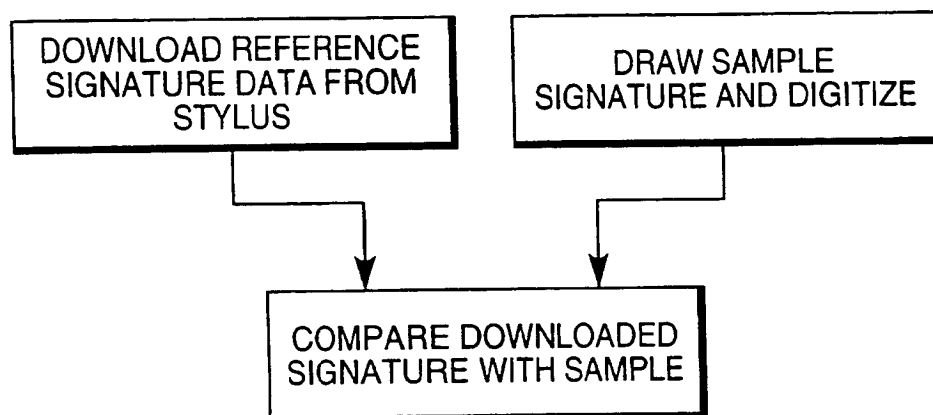 DOWNLOAD REFERENCE
SIGNATURE DATA FROM
STYLUS
DRAW SAMPLE
SIGNATURE AND DIGITIZE
COMPARE DOWNLOADED
SIGNATURE WITH SAMPLE